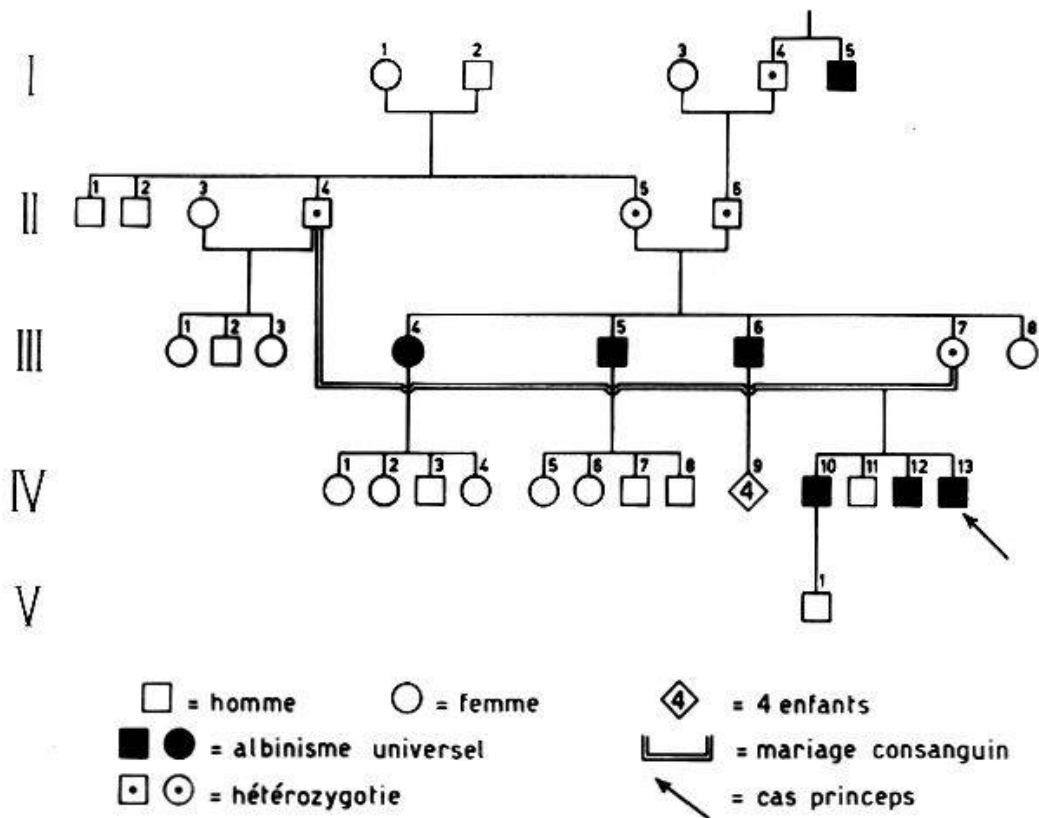 I
1 2 3 4 5
II
1 2 3 4 5 6
III
1 2 3 4 5 6 7 8
IV
1 2 3 4 5 6 7 8 9 10 11 12 13
4
V
1
= homme = femme 4 = 4 enfants
= albinisme universel = mariage consanguin
= hétérozygotie = cas princeps